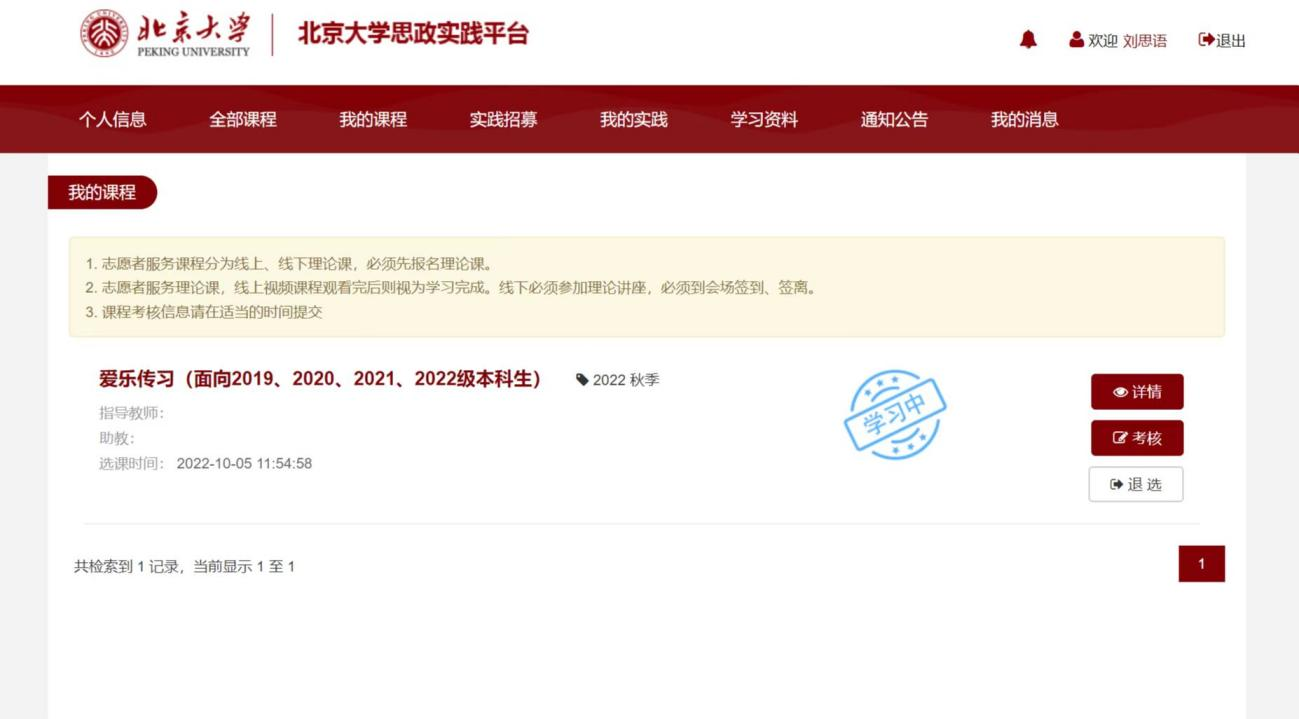 北京大学
PEKING UNIVERSITY
北京大学思政实践平台
欢迎 刘思语 退出
个人信息 全部课程 我的课程 实践招募 我的实践 学习资料 通知公告 我的消息
我的课程
1. 志愿者服务课程分为线上、线下理论课，必须先报名理论课。
2. 志愿者服务理论课，线上视频课程观看完后则视为学习完成。线下必须参加理论讲座，必须到会场签到、签离。
3. 课程考核信息请在适当的时间提交
爱乐传习（面向2019、2020、2021、2022级本科生） 2022 秋季
指导教师：
助教：
选课时间： 2022-10-05 11:54:58
学习中
详情
考核
退 选
共检索到 1 记录，当前显示 1 至 1
1